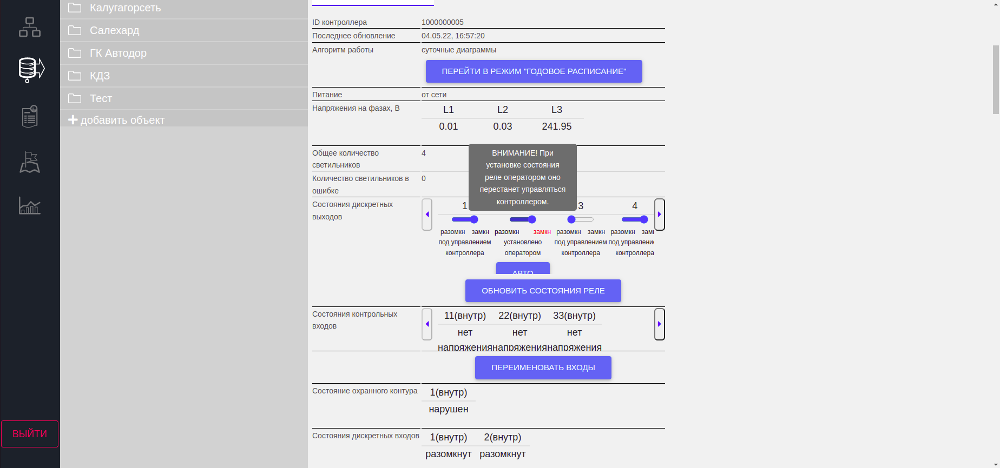 Калугагорсеть
Салехард
ГК Автодор
КДЗ
Тест
добавить объект
ВЫЙТИ
ID контроллера 1000000005
Последнее обновление 04.05.22, 16:57:20
Алгоритм работы суточные диаграммы
ПЕРЕЙТИ В РЕЖИМ "ГОДОВОЕ РАСПИСАНИЕ"
Питание от сети
Напряжения на фазах, В L1 L2 L3
0.01 0.03 241.95
Общее количество 4
светильников
Количество светильников в 0
ошибке
ВНИМАНИЕ! При
установке состояния
реле оператором оно
перестанет управляться
контроллером.
Состояния дискретных
выходов
1 3 4
разомкн замкн разомкн замкн разомкн замкн разомкн
под управлением установлено под управлением
контроллера оператором контроллера контроллера
АВТО
ОБНОВИТЬ СОСТОЯНИЯ РЕЛЕ
Состояния контрольных
входов
11(внутр) 22(внутр) 33(внутр)
нет нет нет
напряжения напряжения напряжения
ПЕРЕИМЕНОВАТЬ ВХОДЫ
Состояние охранного контура 1(внутр)
нарушен
Состояния дискретных входов 1(внутр) 2(внутр)
разомкнут разомкнут